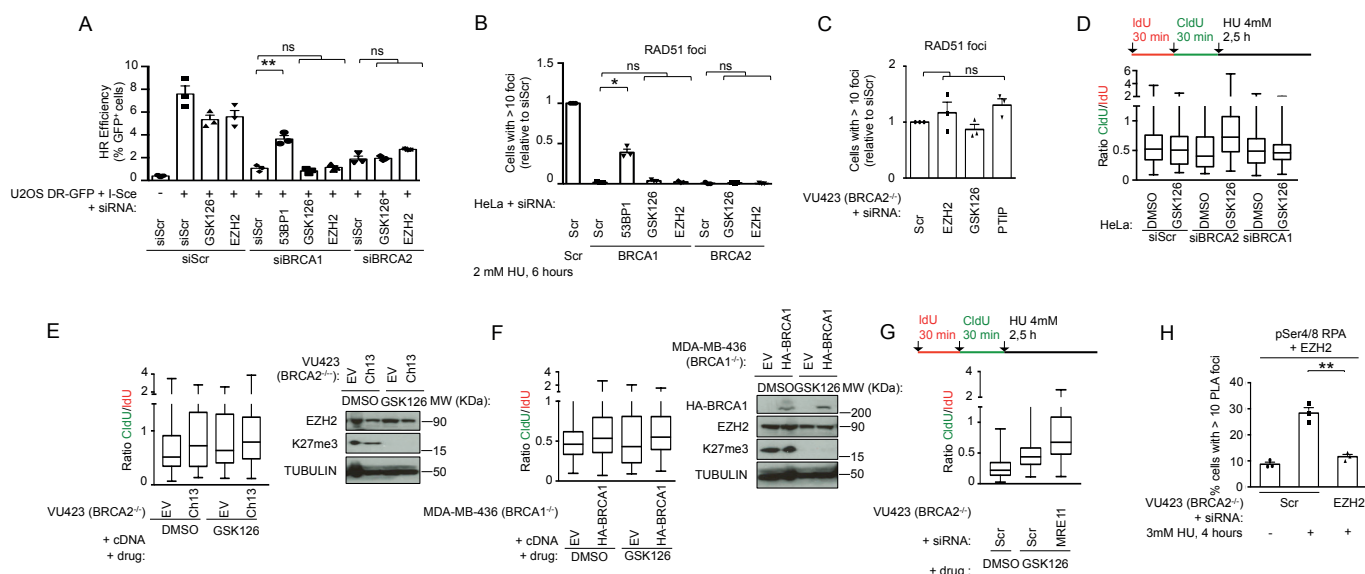 A
HR Efficiency
(% GFP+ cells)
10
8
6
4
2
0
**
ns
ns
U2OS DR-GFP + I-Sce
- + + + + + + + + + +
+ siRNA:
siScr
siScr
GSK126+
EZH2
siScr
53BP1
GSK126+
EZH2
siScr
GSK126+
EZH2
siScr
siBRCA1
siBRCA2
B
RAD51 foci
Cells with > 10 foci
(relative to siScr)
1
0.5
0
*
ns
ns
HeLa + siRNA:
Scr
Scr
53BP1
GSK126
EZH2
Scr
GSK126
EZH2
Scr
BRCA1
BRCA2
2 mM HU, 6 hours
C
RAD51 foci
ns
Cells with > 10 foci
(relative to siScr)
2
1
0
VU423 (BRCA2-/-)
+ siRNA:
Scr
EZH2
GSK126
PTIP
D
IdU
30 min
CldU
30 min
HU 4mM
2,5 h
Ratio CldU/IdU
6
4
2
1
0.5
0
HeLa:
DMSO
GSK126
DMSO
GSK126
DMSO
GSK126
siScr
siBRCA2
siBRCA1
E
Ratio CldU/IdU
4
2
1
0
VU423 (BRCA2-/-)
+ cDNA
+ drug:
EV
Ch13
EV
Ch13
DMSO
GSK126
VU423
(BRCA2-/-)
EV
Ch13
EV
Ch13
DMSO
GSK126
MW (KDa):
EZH2
90
K27me3
15
TUBULIN
50
F
Ratio CldU/IdU
4
2
1
0.5
0
MDA-MB-436 (BRCA1-/-)
+ cDNA
+ drug:
EV
HA-BRCA1
EV
HA-BRCA1
DMSO
GSK126
MDA-MB-436
(BRCA1-/-)
EV
HA-BRCA1
EV
HA-BRCA1
DMSO
GSK126
MW (KDa):
HA-BRCA1
200
EZH2
90
K27me3
15
TUBULIN
50
G
IdU
30 min
CldU
30 min
HU 4mM
2,5 h
Ratio CldU/IdU
4
2
1
0
VU423 (BRCA2-/-)
+ siRNA:
Scr
Scr
MRE11
+ drug :
DMSO
GSK126
H
pSer4/8 RPA
+ EZH2
**
% cells with > 10 PLA foci
40
30
20
10
0
VU423 (BRCA2-/-)
+ siRNA:
Scr
EZH2
3mM HU, 4 hours
- + +